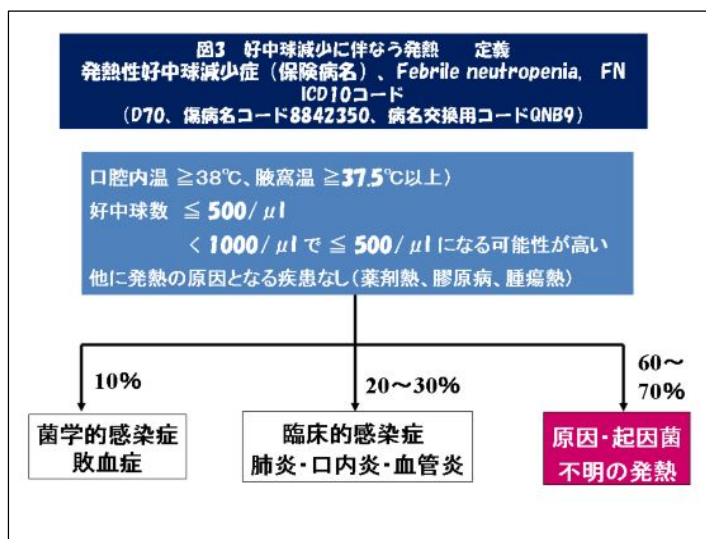 図3 好中球減少に伴なう発熱 定義
発熱性好中球減少症（保険病名）、Febrile neutropenia, FN
ICD10コード
（D70、傷病名コード8842350、病名交換用コードQNB9）
口腔内温 ≧38℃、腋窩温 ≧37.5℃以上）
好中球数 ≦ 500/μl
< 1000/μl で ≦ 500/μl になる可能性が高い
他に発熱の原因となる疾患なし（薬剤熱、膠原病、腫瘍熱）
10%
20～30%
60～
70%
菌学的感染症
敗血症
臨床的感染症
肺炎・口内炎・血管炎
原因・起因菌
不明の発熱